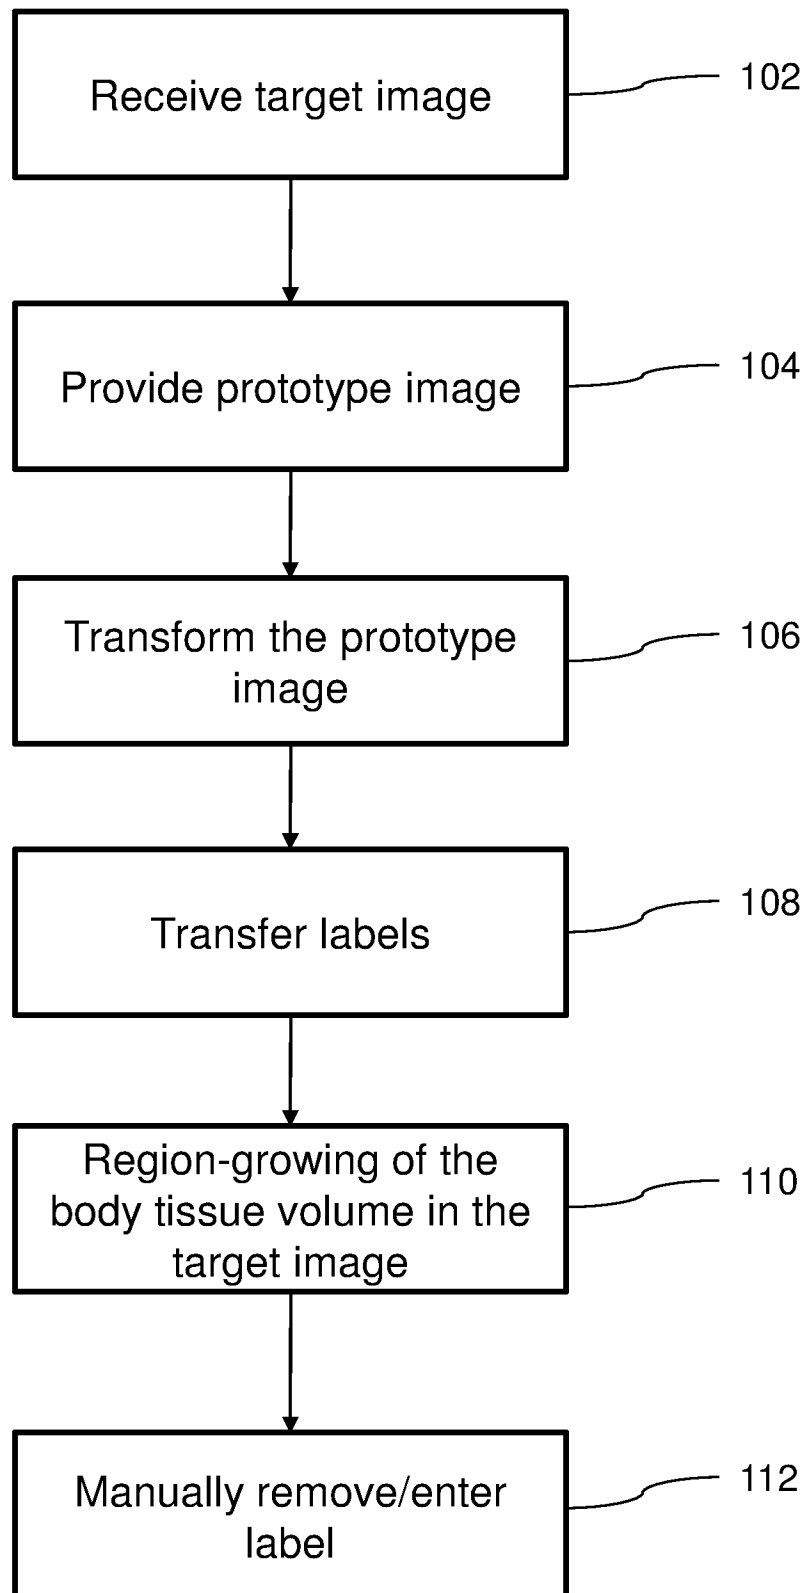 Receive target image
102
Provide prototype image
104
Transform the prototype
image
106
Transfer labels
108
Region-growing of the
body tissue volume in the
target image
110
Manually remove/enter
label
112